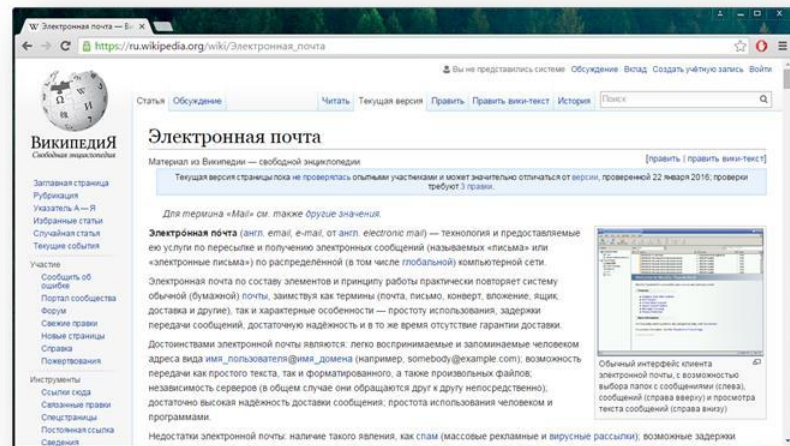 Электронная почта — Ви
https://ru.wikipedia.org/wiki/Электронная_почта
Вы не представились системе Обсуждение Вклад Создать учётную запись Войти
Статья Обсуждение Читать Текущая версия Править Править вики-текст История Поиск
ВИКИПЕДИЯ
Свободная энциклопедия
Заглавная страница
Рубрикация
Указатель А — Я
Избранные статьи
Случайная статья
Текущие события
Участие
Сообщить об
ошибке
Портал сообщества
Форум
Свежие правки
Новые страницы
Справка
Пожертвования
Инструменты
Ссылки сюда
Связанные правки
Спецстраницы
Постоянная ссылка
Сведения
Электронная почта
[править | править вики-текст]
Материал из Википедии — свободной энциклопедии
Текущая версия страницы пока не проверялась опытными участниками и может значительно отличаться от версии, проверенной 22 января 2016; проверки
требуют 3 правки.
Для термина «Mail» см. также другие значения.
Электро́нная по́чта (англ. email, e-mail, от англ. electronic mail) — технология и предоставляемые
ею услуги по пересылке и получению электронных сообщений (называемых «письма» или
«электронные письма») по распределённой (в том числе глобальной) компьютерной сети.
Электронная почта по составу элементов и принципу работы практически повторяет систему
обычной (бумажной) почты, заимствуя как термины (почта, письмо, конверт, вложение, ящик,
доставка и другие), так и характерные особенности — простоту использования, задержки
передачи сообщений, достаточную надёжность и в то же время отсутствие гарантии доставки.
Достоинствами электронной почты являются: легко воспринимаемые и запоминаемые человеком
адреса вида имя_пользователя@имя_домена (например, somebody@example.com); возможность
передачи как простого текста, так и форматированного, а также произвольных файлов;
независимость серверов (в общем случае они обращаются друг к другу непосредственно);
достаточно высокая надёжность доставки сообщения; простота использования человеком и
программами.
Недостатки электронной почты: наличие такого явления, как спам (массовые рекламные и вирусные рассылки); возможные задержки
Обычный интерфейс клиента
электронной почты, с возможностью
выбора папок с сообщениями (слева),
сообщений (справа вверху) и просмотра
текста сообщений (справа внизу)